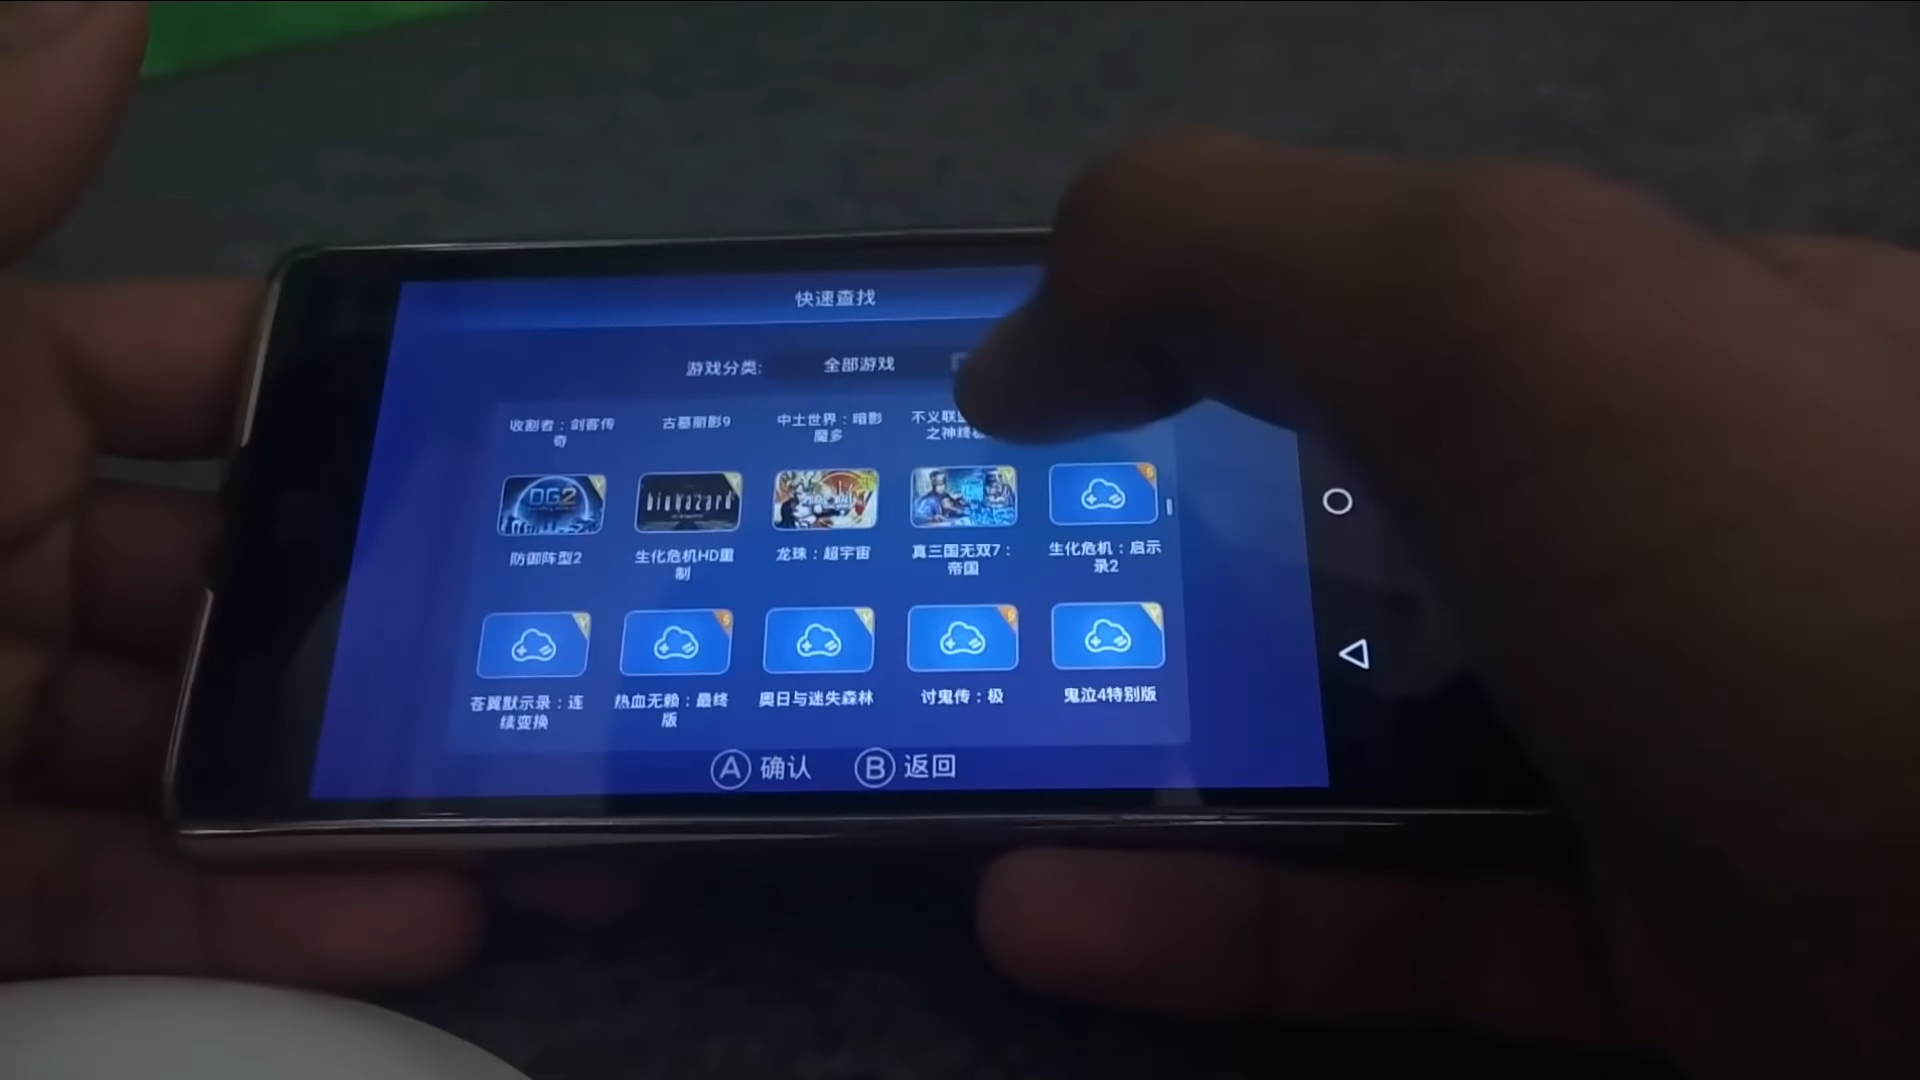 快速查找
游戏分类:
全部游戏
收割者：剑客传
奇
古墓丽影9
中土世界：暗影
魔多
不义联
之神终
DG2
biohazard
防御阵型2
生化危机HD重
制
龙珠：超宇宙
真三国无双7：
帝国
生化危机：启示
录2
苍翼默示录：连
续变换
热血无赖：最终
版
奥日与迷失森林
讨鬼传：极
鬼泣4特别版
A 确认
B 返回